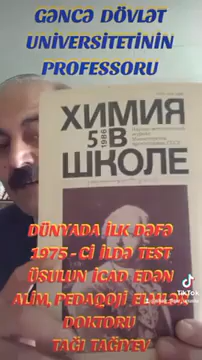 GƏNCƏ DÖVLƏT
UNİVERSİTETİNİN
PROFESSORU
ХИМИЯ
5 1986 В
ШКОЛЕ
DÜNYADA İLK DƏFƏ
1975 - Cİ İLDƏ TEST
ÜSULUN İCAD EDƏN
ALİM, PEDAQOJİ ELMLƏR
DOKTORU
TAĞI TAĞIYEV
TikTok